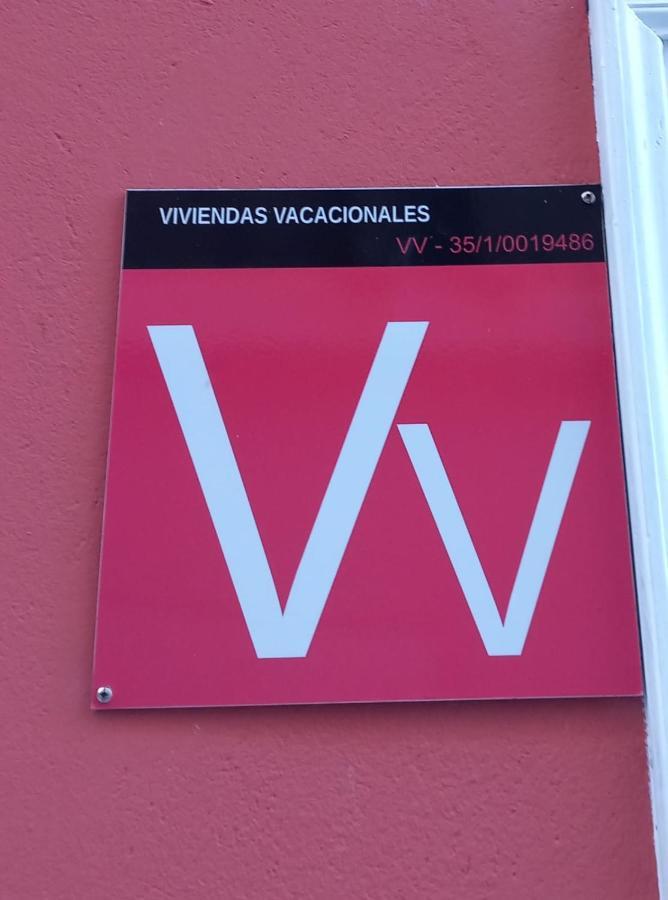 VIVIENDAS VACACIONALES
VV - 35/1/0019486
Vv